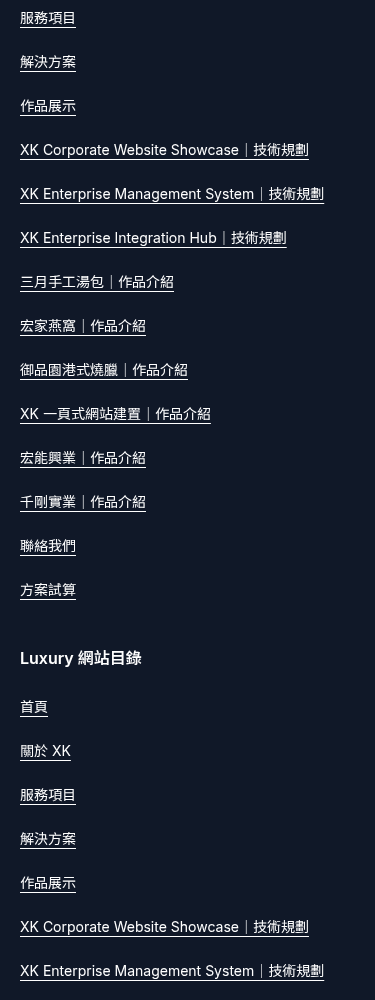 服務項目
解決方案
作品展示
XK Corporate Website Showcase｜技術規劃
XK Enterprise Management System｜技術規劃
XK Enterprise Integration Hub｜技術規劃
三月手工湯包｜作品介紹
宏家燕窩｜作品介紹
御品園港式燒臘｜作品介紹
XK 一頁式網站建置｜作品介紹
宏能興業｜作品介紹
千剛實業｜作品介紹
聯絡我們
方案試算
Luxury 網站目錄
首頁
關於 XK
服務項目
解決方案
作品展示
XK Corporate Website Showcase｜技術規劃
XK Enterprise Management System｜技術規劃